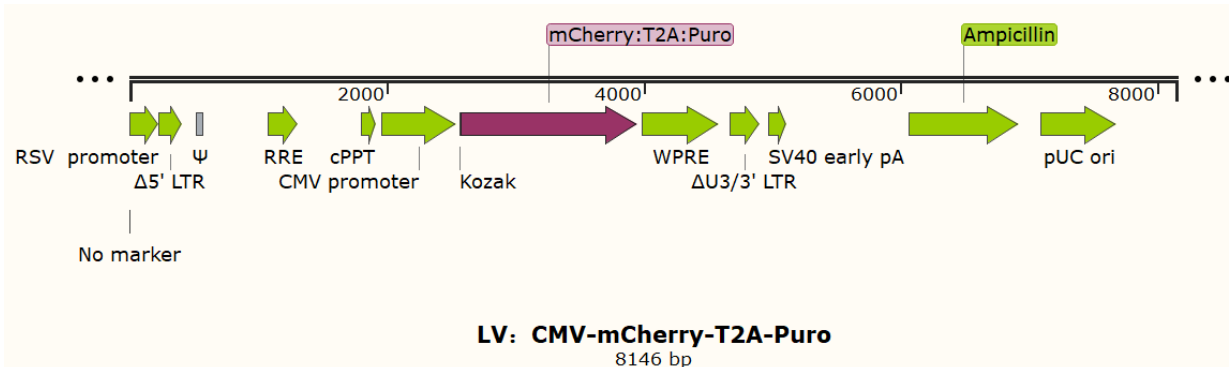 mCherry:T2A:Puro Ampicillin
2000 4000 6000 8000
RSV promoter Ψ RRE cPPT WPRE SV40 early pA pUC ori
Δ5' LTR CMV promoter Kozak ΔU3/3' LTR
No marker
LV: CMV-mCherry-T2A-Puro
8146 bp